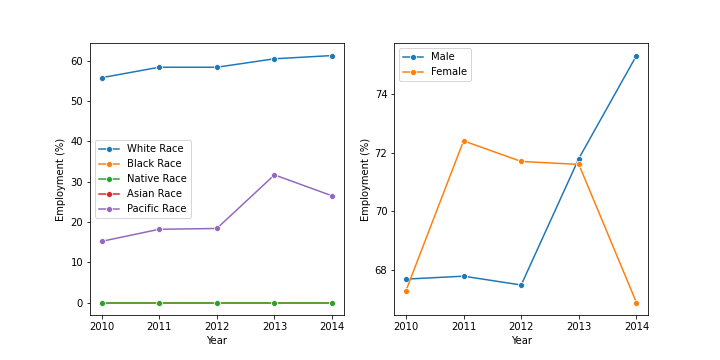 60
50
40
30
20
10
0
Employment (%)
White Race
Black Race
Native Race
Asian Race
Pacific Race
2010 2011 2012 2013 2014
Year
74
72
70
68
Employment (%)
Male
Female
2010 2011 2012 2013 2014
Year